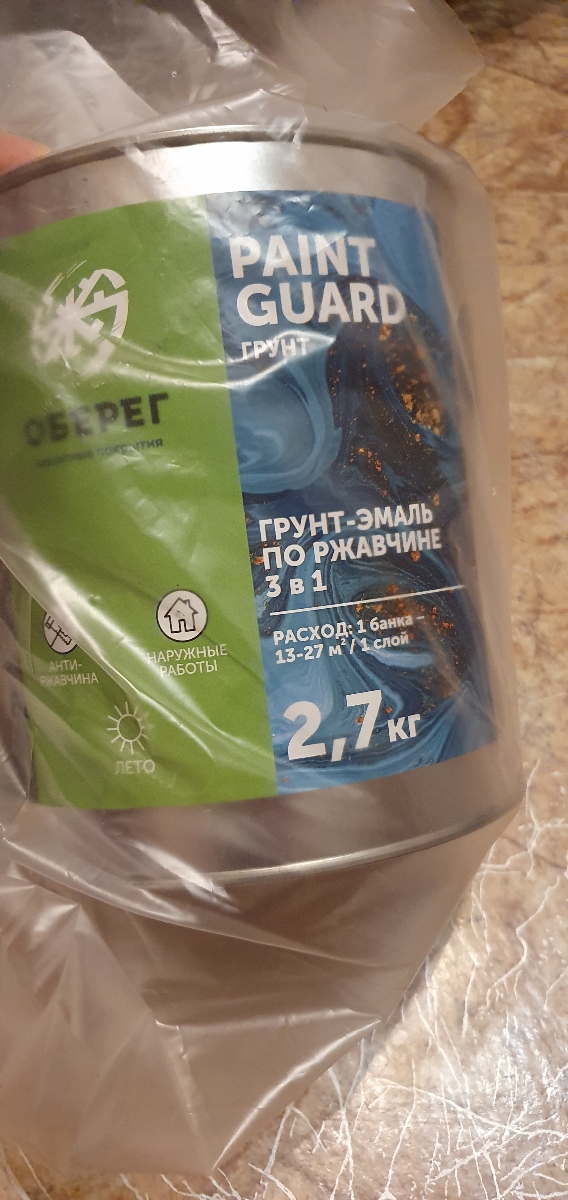 PAINT
GUARD
ГРУНТ
ОБЕРЕГ
покрытия
ГРУНТ-ЭМАЛЬ
ПО РЖАВЧИНЕ
3 в 1
РАСХОД: 1 банка –
13-27 м² / 1 слой
2,7 кг
АНТИ-
РЖАВЧИНА
НАРУЖНЫЕ
РАБОТЫ
ЛЕТО